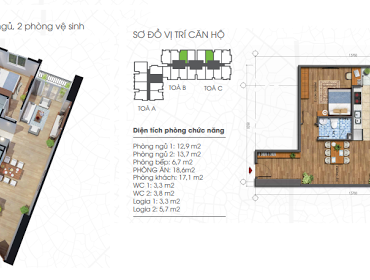 ngủ, 2 phòng vệ sinh
SƠ ĐỒ VỊ TRÍ CĂN HỘ
TOÀ B
TOÀ C
TOÀ A
Diện tích phòng chức năng
Phòng ngủ 1: 12,9 m2
Phòng ngủ 2: 13,7 m2
Phòng bếp: 6,7 m2
PHÒNG ĂN: 18,6m2
Phòng khách: 17,1 m2
WC 1: 3,3 m2
WC 2: 3,8 m2
Logia 1: 3,3 m2
Logia 2: 5,7 m2